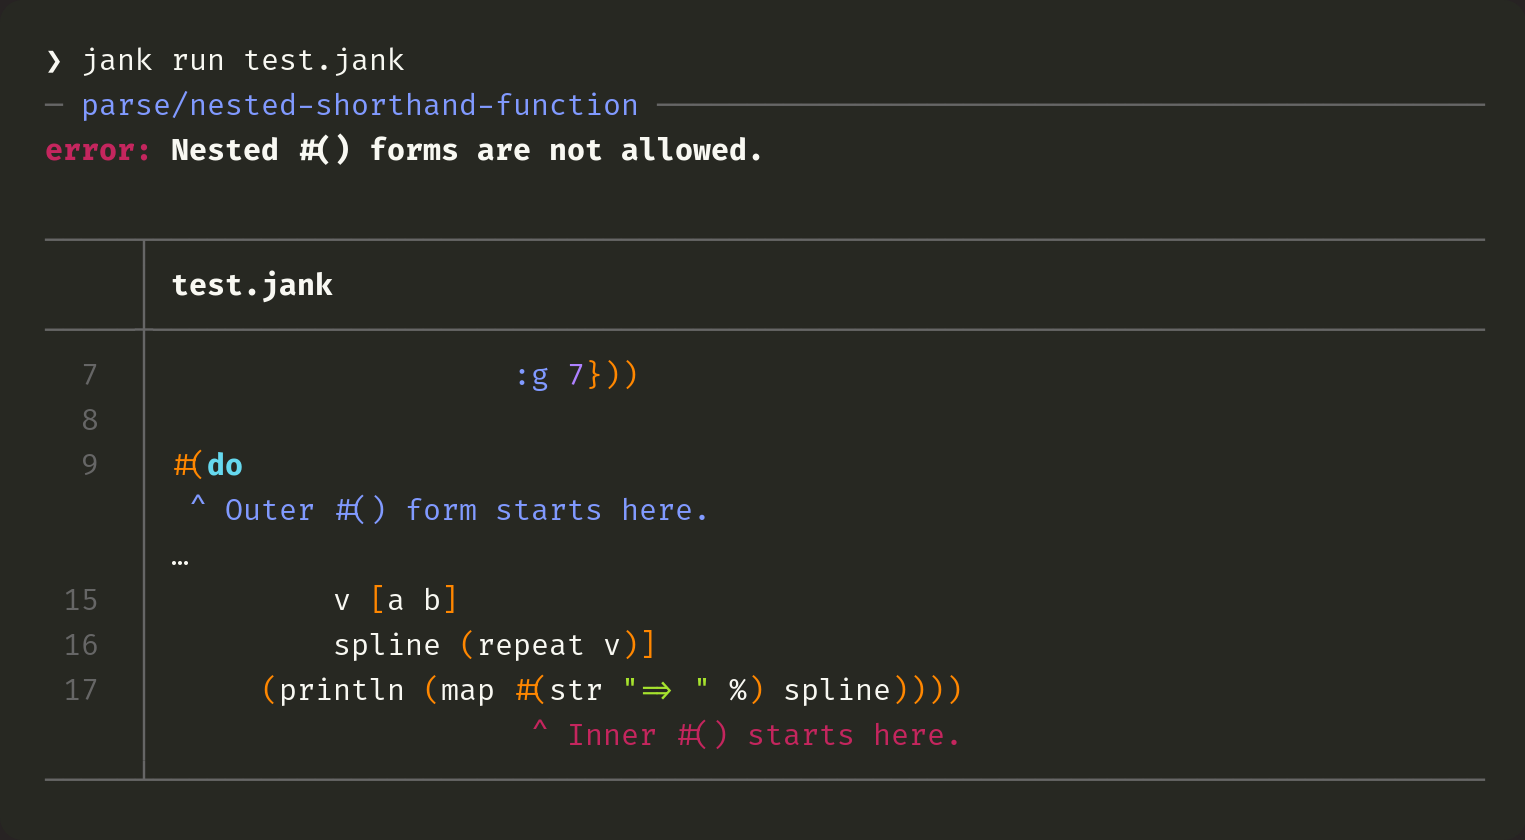 ❯ jank run test.jank
─ parse/nested-shorthand-function ─
error: Nested #() forms are not allowed.
test.jank
7 :g 7}))
8
9 #(do
^ Outer #() form starts here.
…
15 v [a b]
16 spline (repeat v)]
17 (println (map #(str "=> " %) spline))))
^ Inner #() starts here.